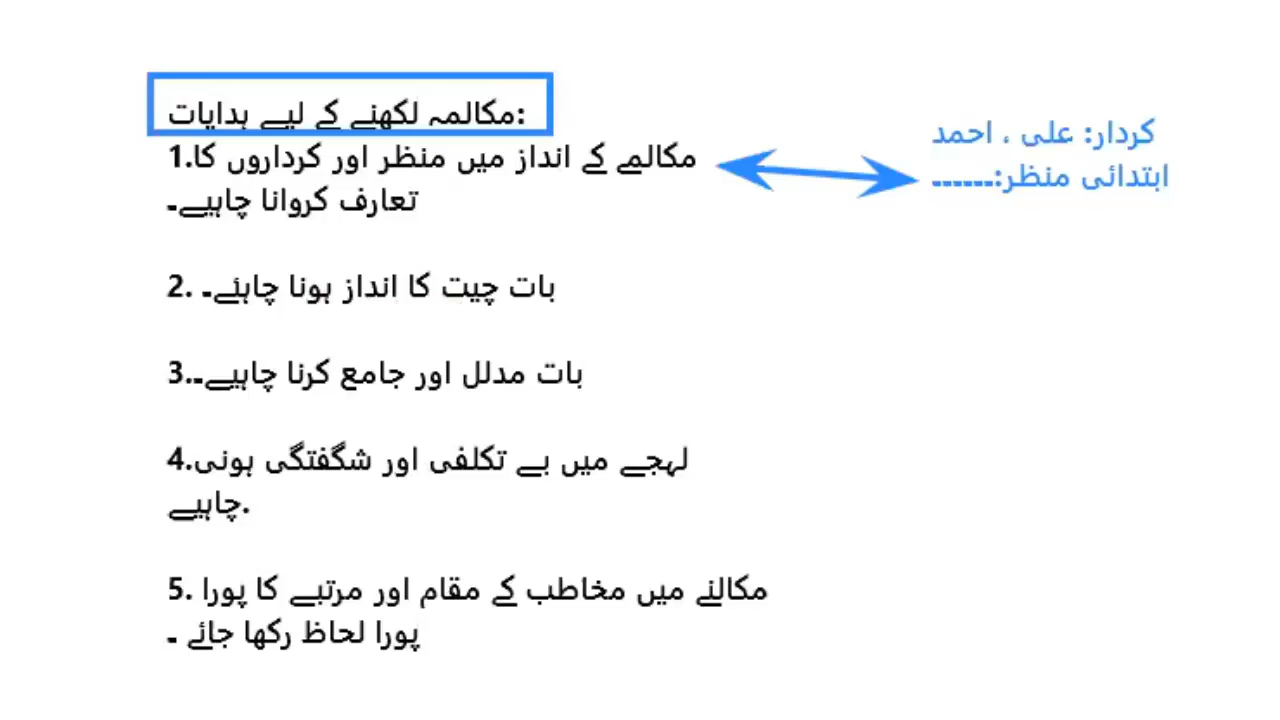 مکالمہ لکھنے کے لیے ہدایات:
1.مکالمے کے انداز میں منظر اور کرداروں کا
تعارف کروانا چاہیے۔
2. بات چیت کا انداز ہونا چاہئے۔
3.بات مدلل اور جامع کرنا چاہیے۔
4.لہجے میں بے تکلفی اور شگفتگی ہونی
چاہیے.
5. مکالنے میں مخاطب کے مقام اور مرتبے کا پورا
پورا لحاظ رکھا جائے ۔
کردار: علی ، احمد
ابتدائی منظر:------